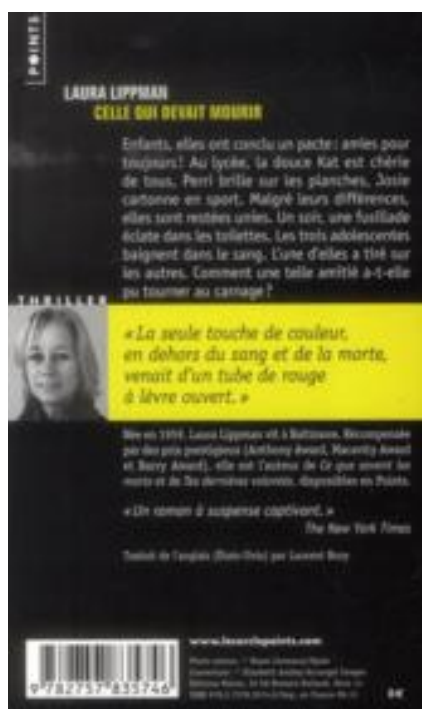 POINTS
LAURA LIPPMAN
CELLE QUI DEVAIT MOURIR
Enfants, elles ont conclu un pacte : amies pour
toujours! Au lycée, la douce Kat est chérie
de tous, Perri brille sur les planches, Josie
cartonne en sport. Malgré leurs différences,
elles sont restées unies. Un soir, une fusillade
éclate dans les toilettes. Les trois adolescentes
baignent dans le sang. L'une d'elles a tiré sur
les autres. Comment une telle amitié a-t-elle
pu tourner au carnage ?
THRILLER
« La seule touche de couleur,
en dehors du sang et de la morte,
venait d'un tube de rouge
à lèvre ouvert. »
Née en 1959, Laura Lippman vit à Baltimore. Récompensée
par des prix prestigieux (Anthony Award, Macavity Award
et Barry Award), elle est l'auteur de Ce que savent les
morts et de Tes dernières volontés, disponibles en Points.
« Un roman à suspense captivant. »
The New York Times
Traduit de l'anglais (États-Unis) par Laurent Bury
www.lecerclepoints.com
9 782757 835746